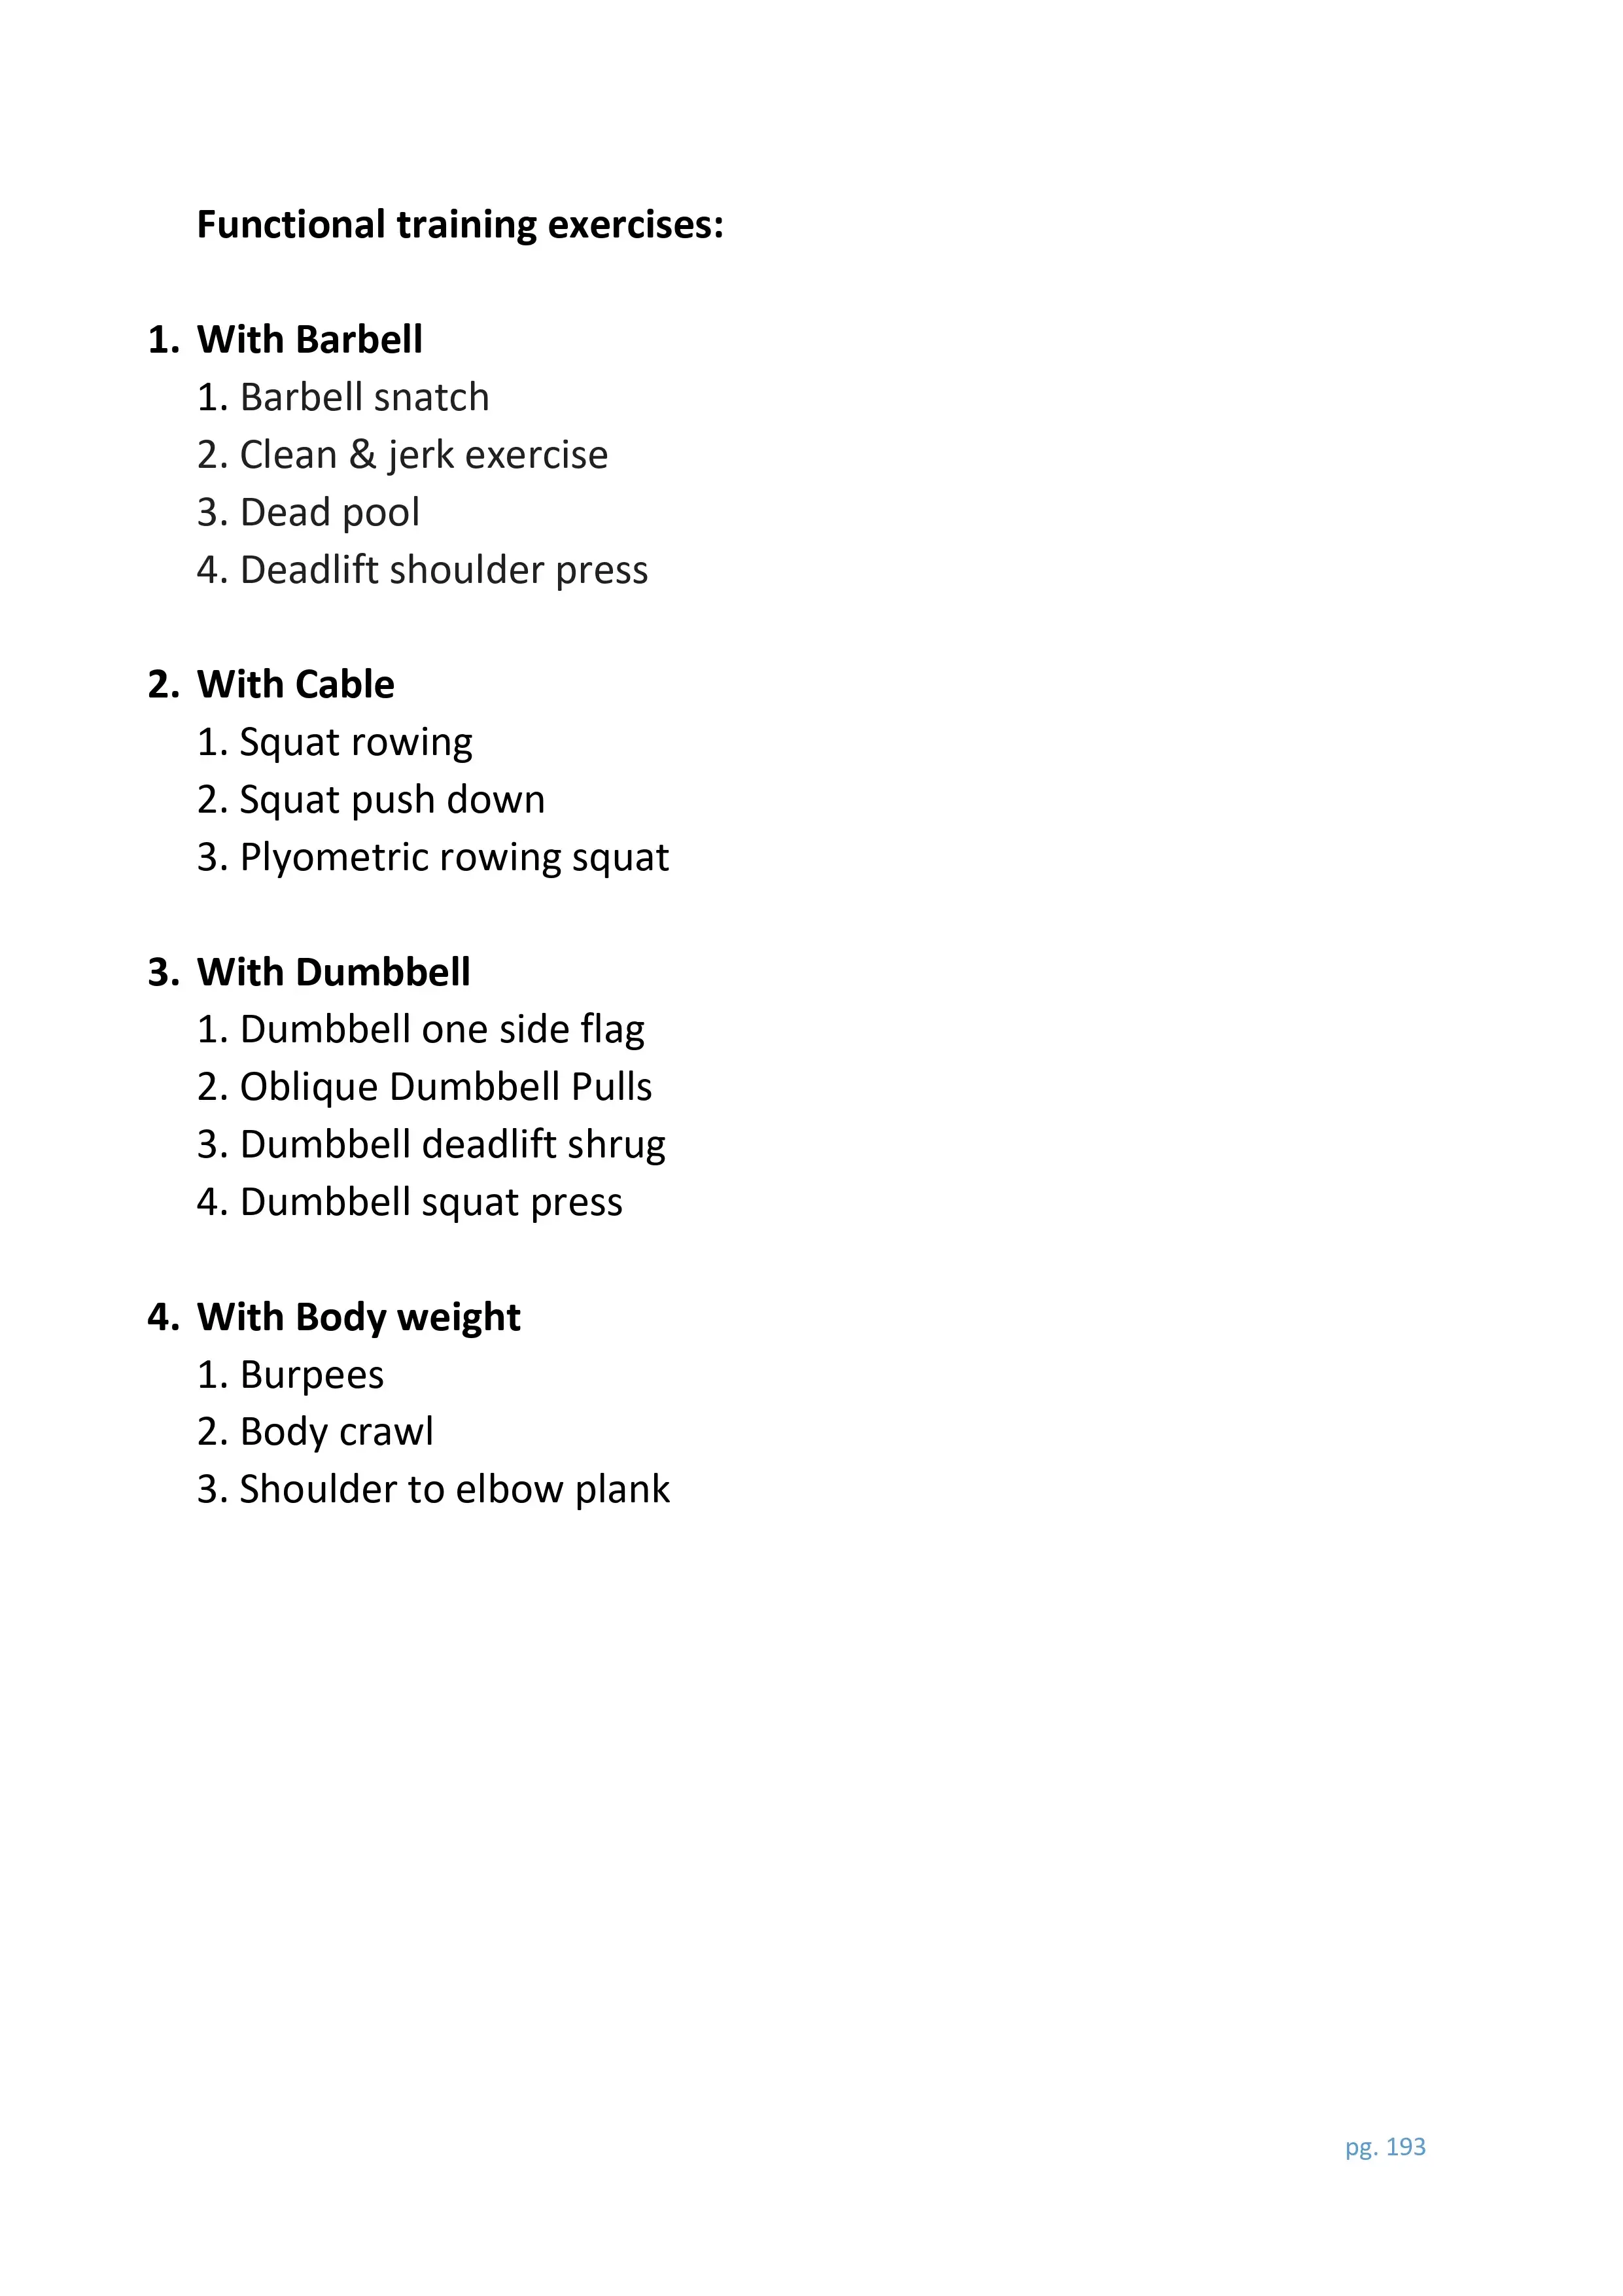 Functional training exercises:
1. With Barbell
1. Barbell snatch
2. Clean & jerk exercise
3. Dead pool
4. Deadlift shoulder press
2. With Cable
1. Squat rowing
2. Squat push down
3. Plyometric rowing squat
3. With Dumbbell
1. Dumbbell one side flag
2. Oblique Dumbbell Pulls
3. Dumbbell deadlift shrug
4. Dumbbell squat press
4. With Body weight
1. Burpees
2. Body crawl
3. Shoulder to elbow plank
pg. 193